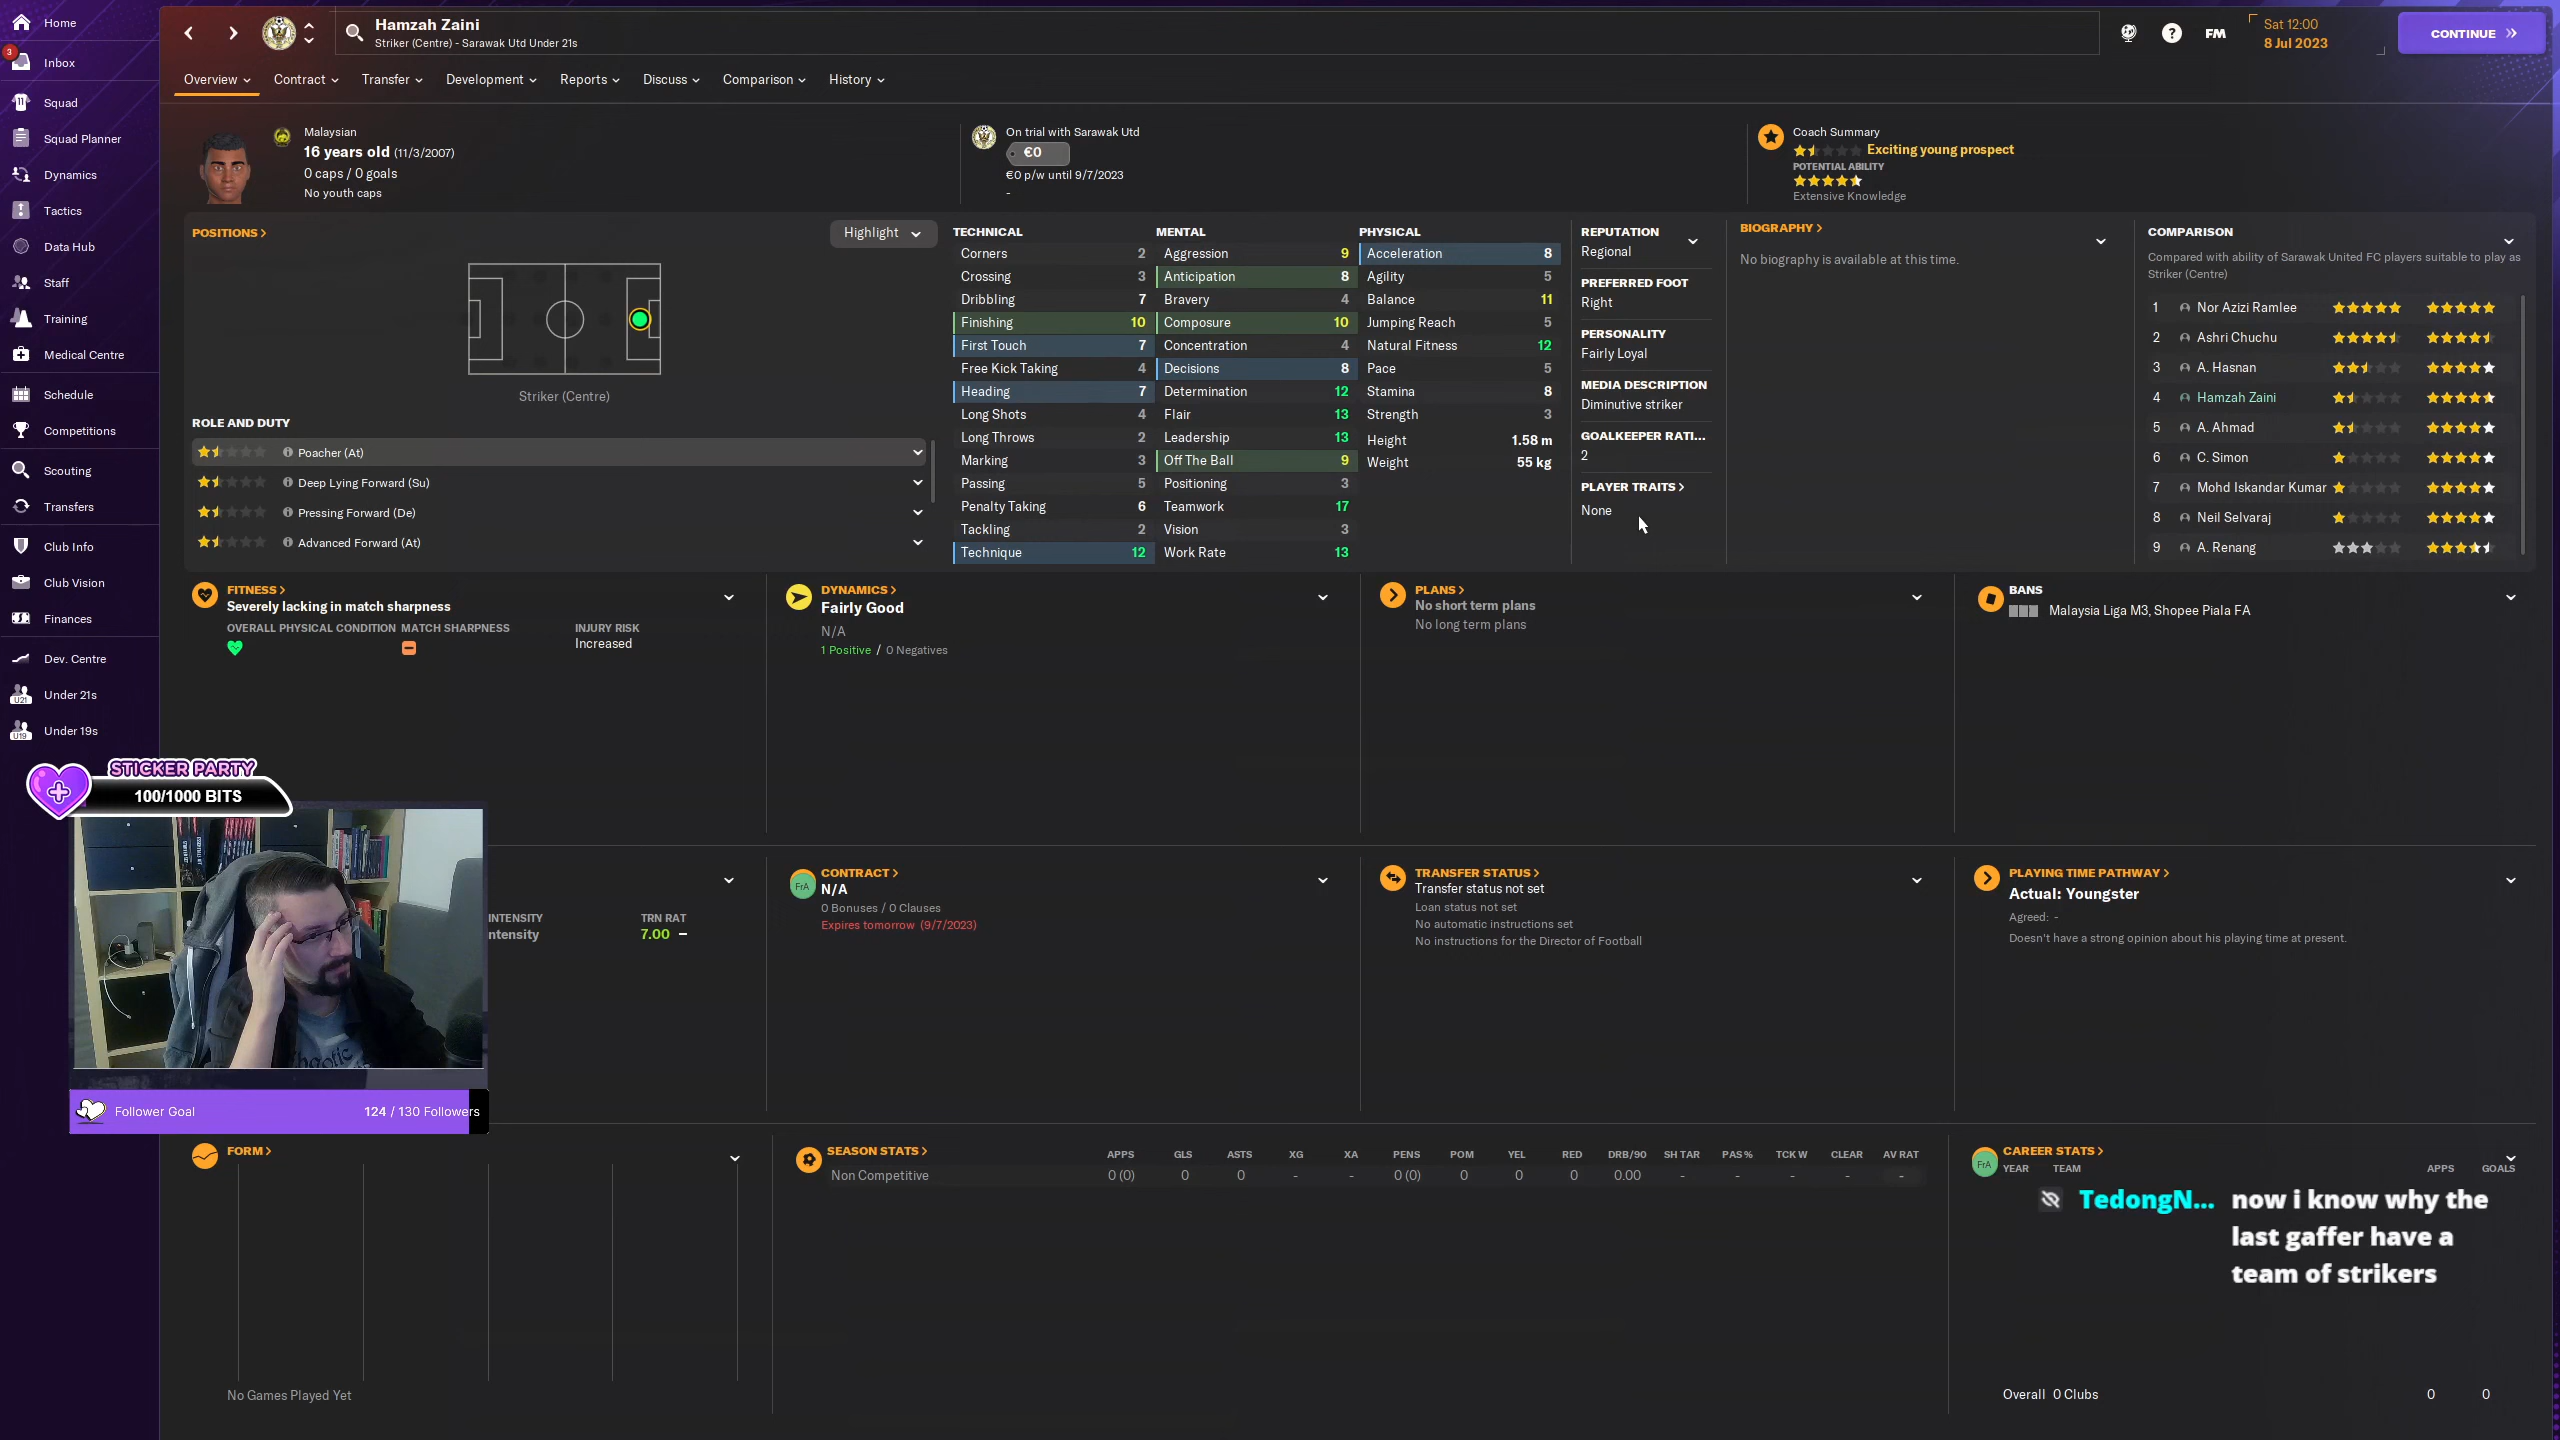 Home
3
Inbox
Squad
Squad Planner
Dynamics
Tactics
Data Hub
Staff
Training
Medical Centre
Schedule
Competitions
Scouting
Transfers
Club Info
Club Vision
Finances
Dev. Centre
U21
Under 21s
U19
Under 19s
Hamzah Zaini
Striker (Centre) - Sarawak Utd Under 21s
FM
Sat 12:00
8 Jul 2023
CONTINUE
Overview Contract Transfer Development Reports Discuss Comparison History
Malaysian
16 years old (11/3/2007)
0 caps / 0 goals
No youth caps
On trial with Sarawak Utd
€0
€0 p/w until 9/7/2023
-
Coach Summary
Exciting young prospect
POTENTIAL ABILITY
Extensive Knowledge
POSITIONS >
Highlight
Striker (Centre)
ROLE AND DUTY
Poacher (At)
Deep Lying Forward (Su)
Pressing Forward (De)
Advanced Forward (At)
TECHNICAL
Corners 2
Crossing 3
Dribbling 7
Finishing 10
First Touch 7
Free Kick Taking 4
Heading 7
Long Shots 4
Long Throws 2
Marking 3
Passing 5
Penalty Taking 6
Tackling 2
Technique 12
MENTAL
Aggression 9
Anticipation 8
Bravery 4
Composure 10
Concentration 4
Decisions 8
Determination 12
Flair 13
Leadership 13
Off The Ball 9
Positioning 3
Teamwork 17
Vision 3
Work Rate 13
PHYSICAL
Acceleration 8
Agility 5
Balance 11
Jumping Reach 5
Natural Fitness 12
Pace 5
Stamina 8
Strength 3
Height 1.58 m
Weight 55 kg
REPUTATION
Regional
PREFERRED FOOT
Right
PERSONALITY
Fairly Loyal
MEDIA DESCRIPTION
Diminutive striker
GOALKEEPER RATI...
2
PLAYER TRAITS >
None
BIOGRAPHY >
No biography is available at this time.
COMPARISON
Compared with ability of Sarawak United FC players suitable to play as
Striker (Centre)
1 Nor Azizi Ramlee
2 Ashri Chuchu
3 A. Hasnan
4 Hamzah Zaini
5 A. Ahmad
6 C. Simon
7 Mohd Iskandar Kumar
8 Neil Selvaraj
9 A. Renang
FITNESS >
Severely lacking in match sharpness
OVERALL PHYSICAL CONDITION MATCH SHARPNESS INJURY RISK
Increased
DYNAMICS >
Fairly Good
N/A
1 Positive / 0 Negatives
PLANS >
No short term plans
No long term plans
BANS
Malaysia Liga M3, Shopee Piala FA
STICKER PARTY
100/1000 BITS
INTENSITY TRN RAT
ntensity 7.00 –
Follower Goal 124 / 130 Followers
FrA
CONTRACT >
N/A
0 Bonuses / 0 Clauses
Expires tomorrow (9/7/2023)
TRANSFER STATUS >
Transfer status not set
Loan status not set
No automatic instructions set
No instructions for the Director of Football
PLAYING TIME PATHWAY >
Actual: Youngster
Agreed: -
Doesn't have a strong opinion about his playing time at present.
FORM >
No Games Played Yet
SEASON STATS > APPS GLS ASTS XG XA PENS POM YEL RED DRB/90 SH TAR PAS % TCK W CLEAR AV RAT
Non Competitive 0 (0) 0 0 - - 0 (0) 0 0 0 0.00 - - - - -
FrA
CAREER STATS >
YEAR TEAM APPS GOALS
TedongN... now i know why the
last gaffer have a
team of strikers
Overall 0 Clubs 0 0